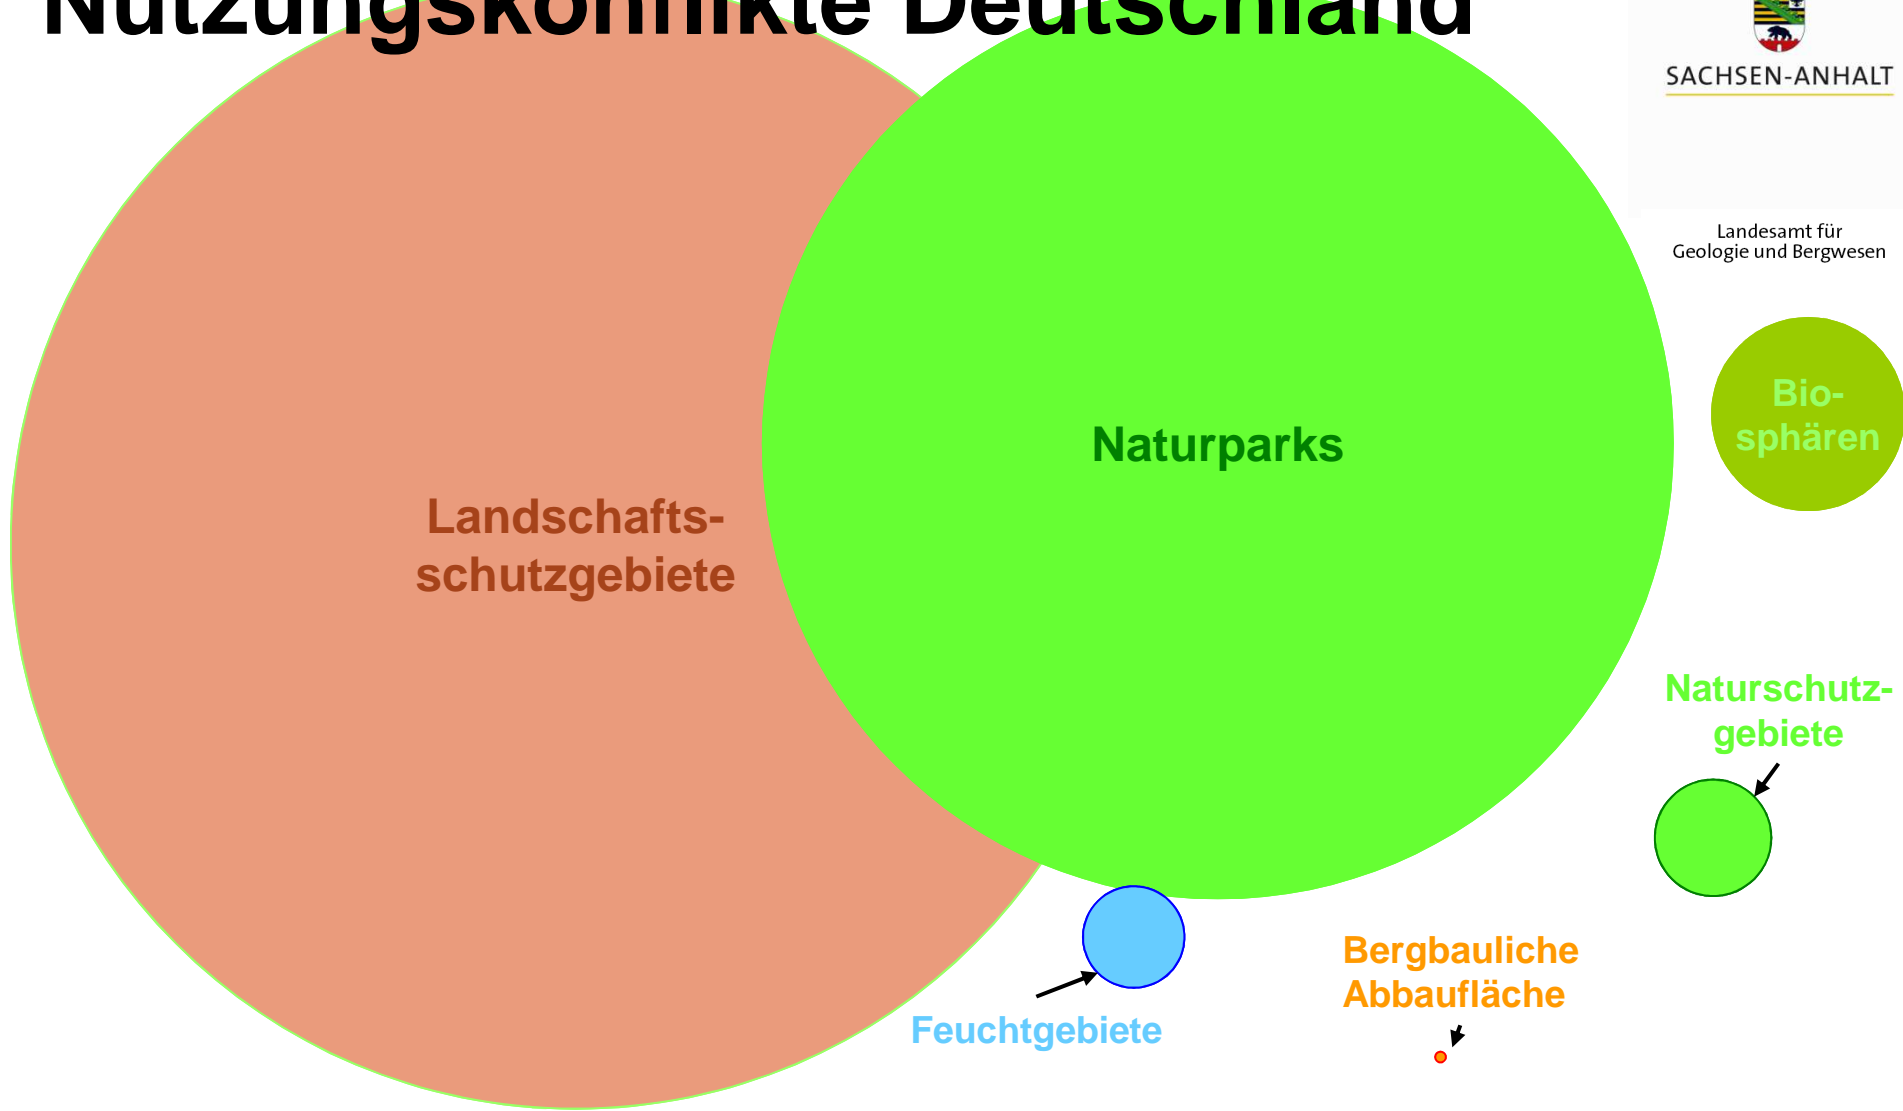 Nutzungskonflikte Deutschland
SACHSEN-ANHALT
Landesamt für
Geologie und Bergwesen
Bio-
sphären
Naturparks
Landschafts-
schutzgebiete
Naturschutz-
gebiete
Bergbauliche
Abbaufläche
Feuchtgebiete